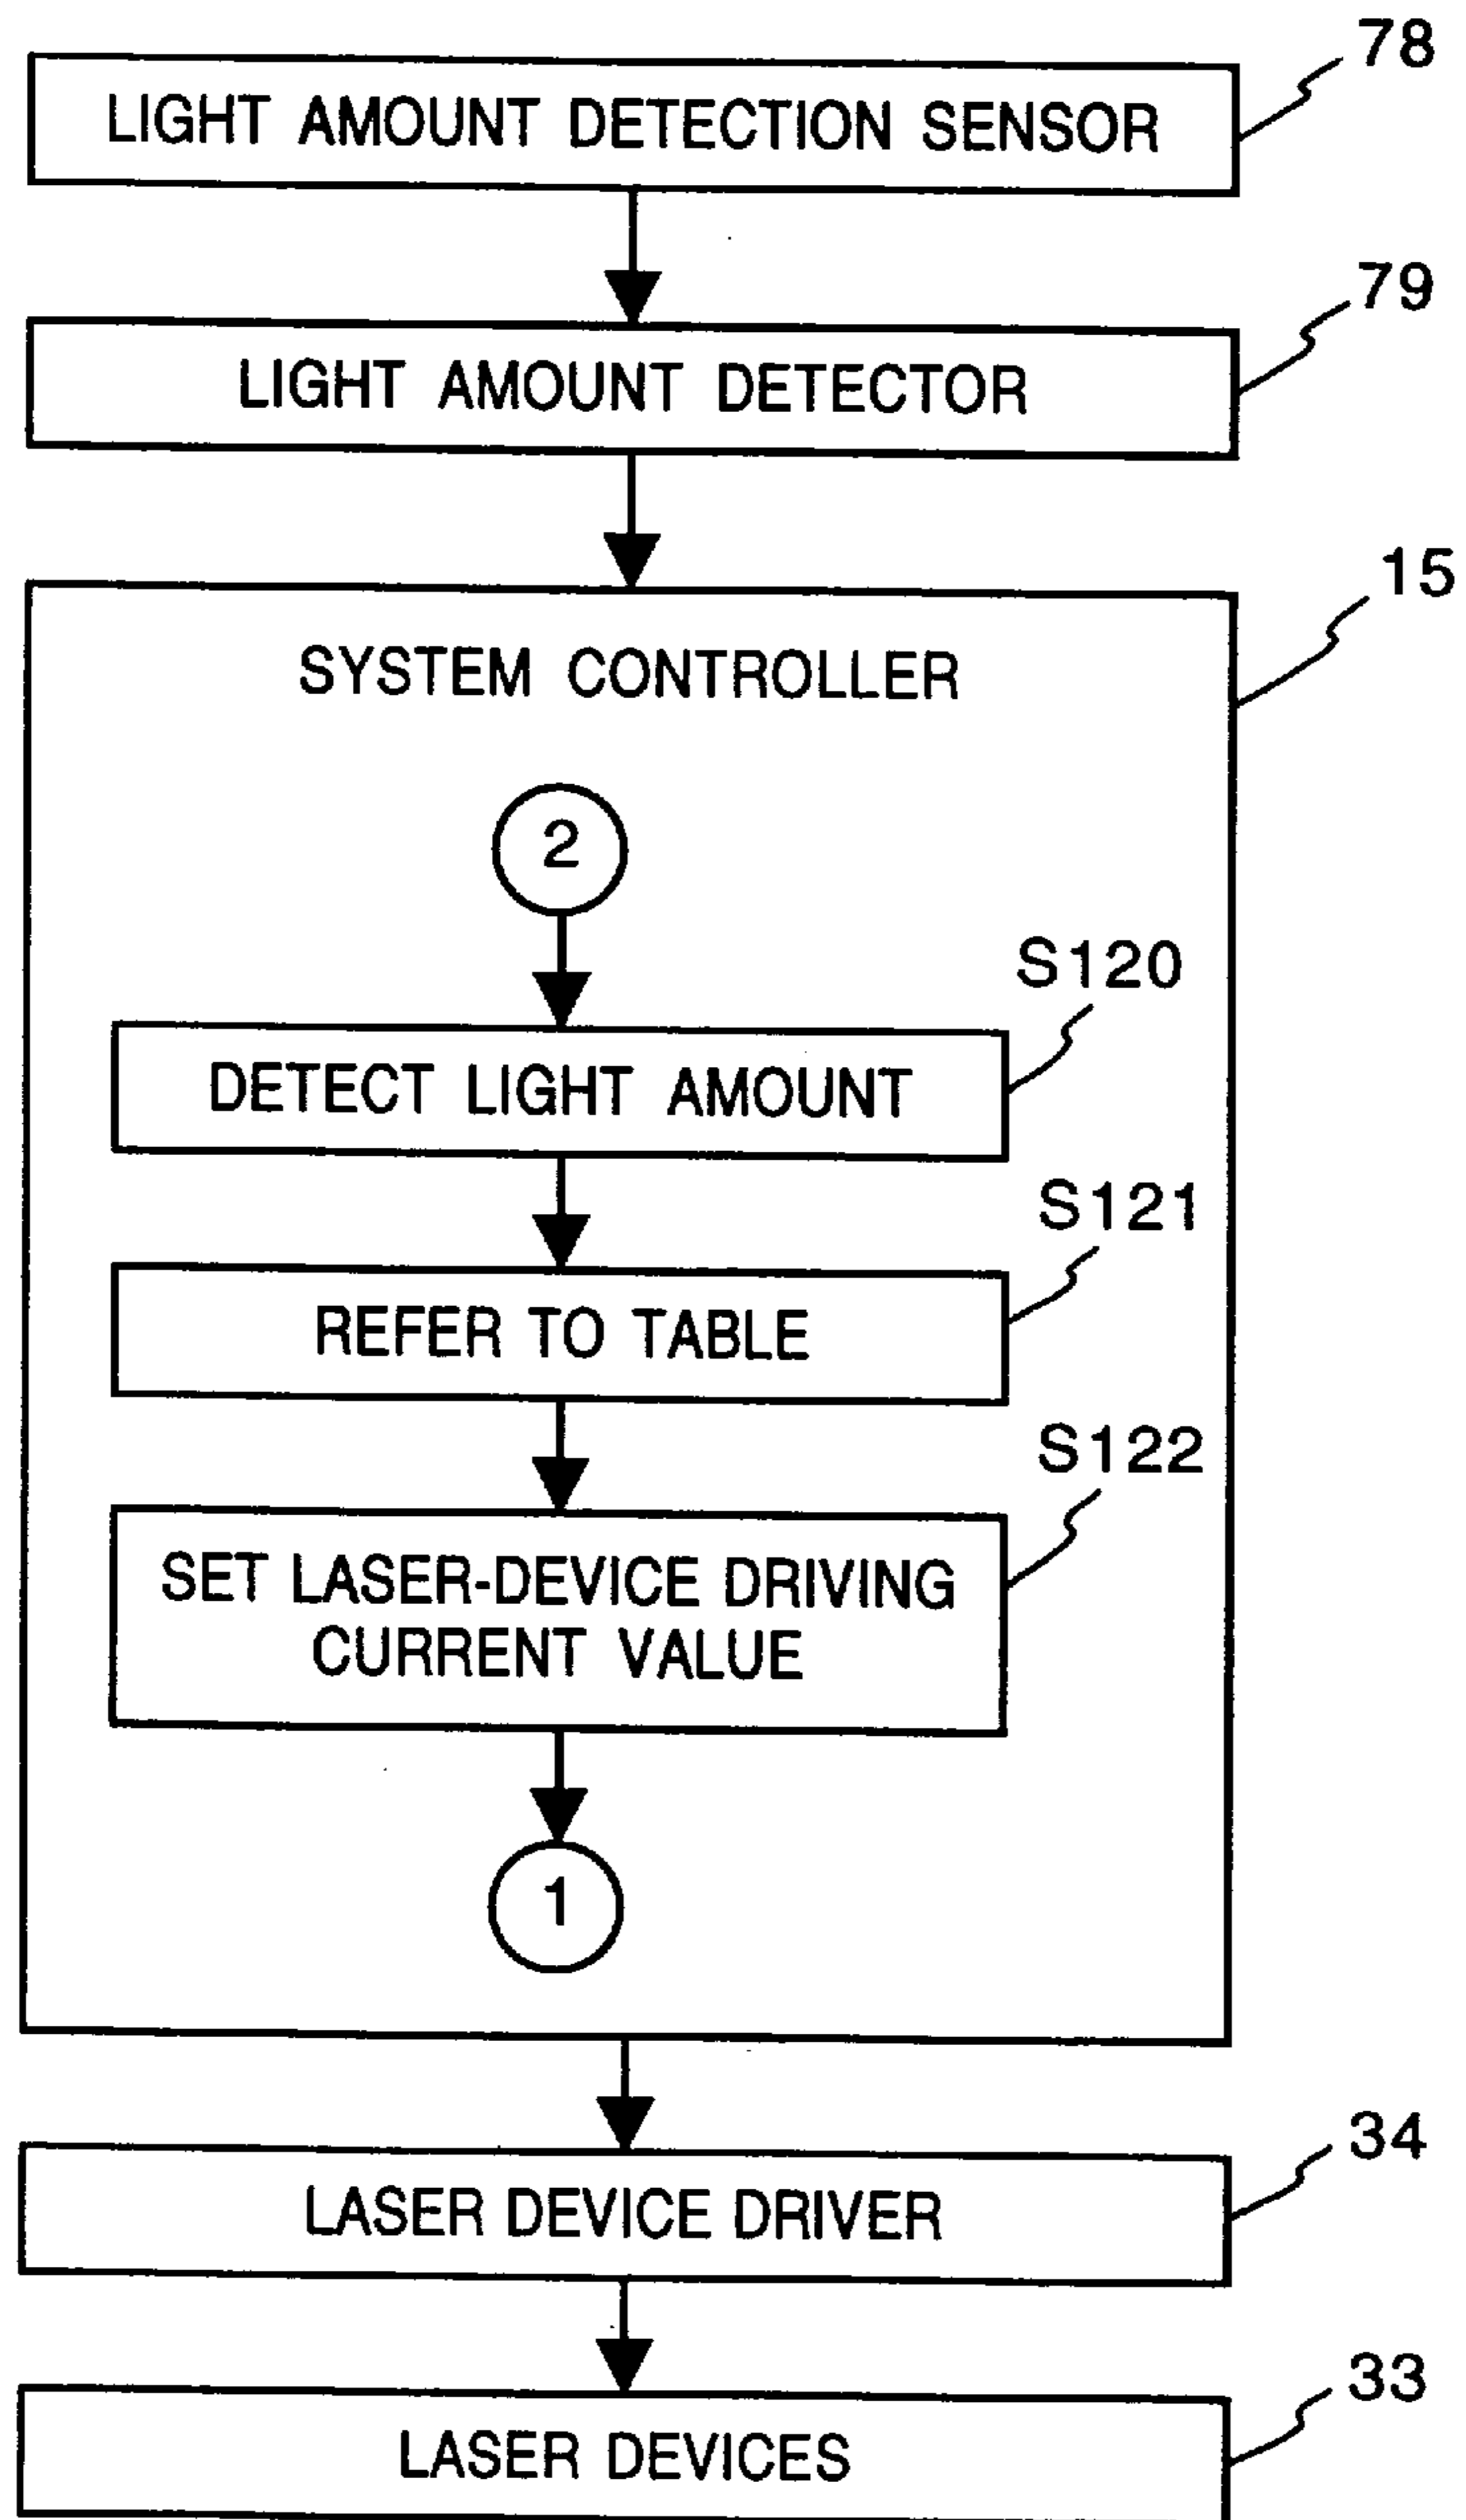 78
LIGHT AMOUNT DETECTION SENSOR
79
LIGHT AMOUNT DETECTOR
15
SYSTEM CONTROLLER
2
S120
DETECT LIGHT AMOUNT
S121
REFER TO TABLE
S122
SET LASER-DEVICE DRIVING
CURRENT VALUE
1
34
LASER DEVICE DRIVER
33
LASER DEVICES